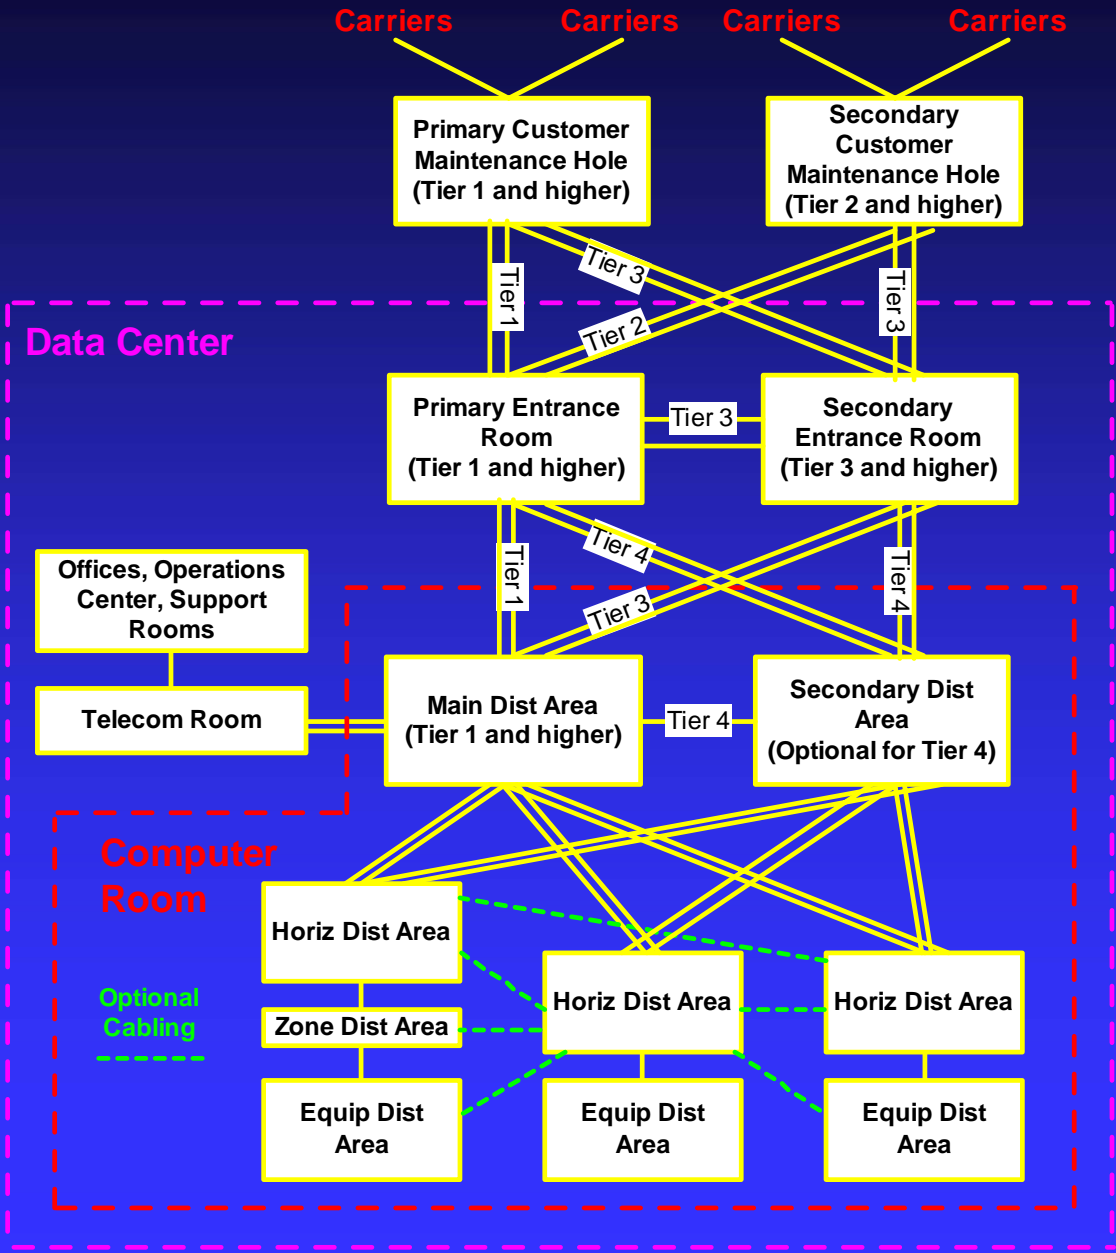 Carriers
Carriers
Carriers
Carriers
Primary Customer
Maintenance Hole
(Tier 1 and higher)
Secondary
Customer
Maintenance Hole
(Tier 2 and higher)
Tier 1
Tier 3
Tier 2
Tier 3
Data Center
Primary Entrance
Room
(Tier 1 and higher)
Tier 3
Secondary
Entrance Room
(Tier 3 and higher)
Tier 1
Tier 4
Tier 3
Tier 4
Offices, Operations
Center, Support
Rooms
Telecom Room
Main Dist Area
(Tier 1 and higher)
Tier 4
Secondary Dist
Area
(Optional for Tier 4)
Computer
Room
Horiz Dist Area
Horiz Dist Area
Horiz Dist Area
Optional
Cabling
Zone Dist Area
Equip Dist
Area
Equip Dist
Area
Equip Dist
Area